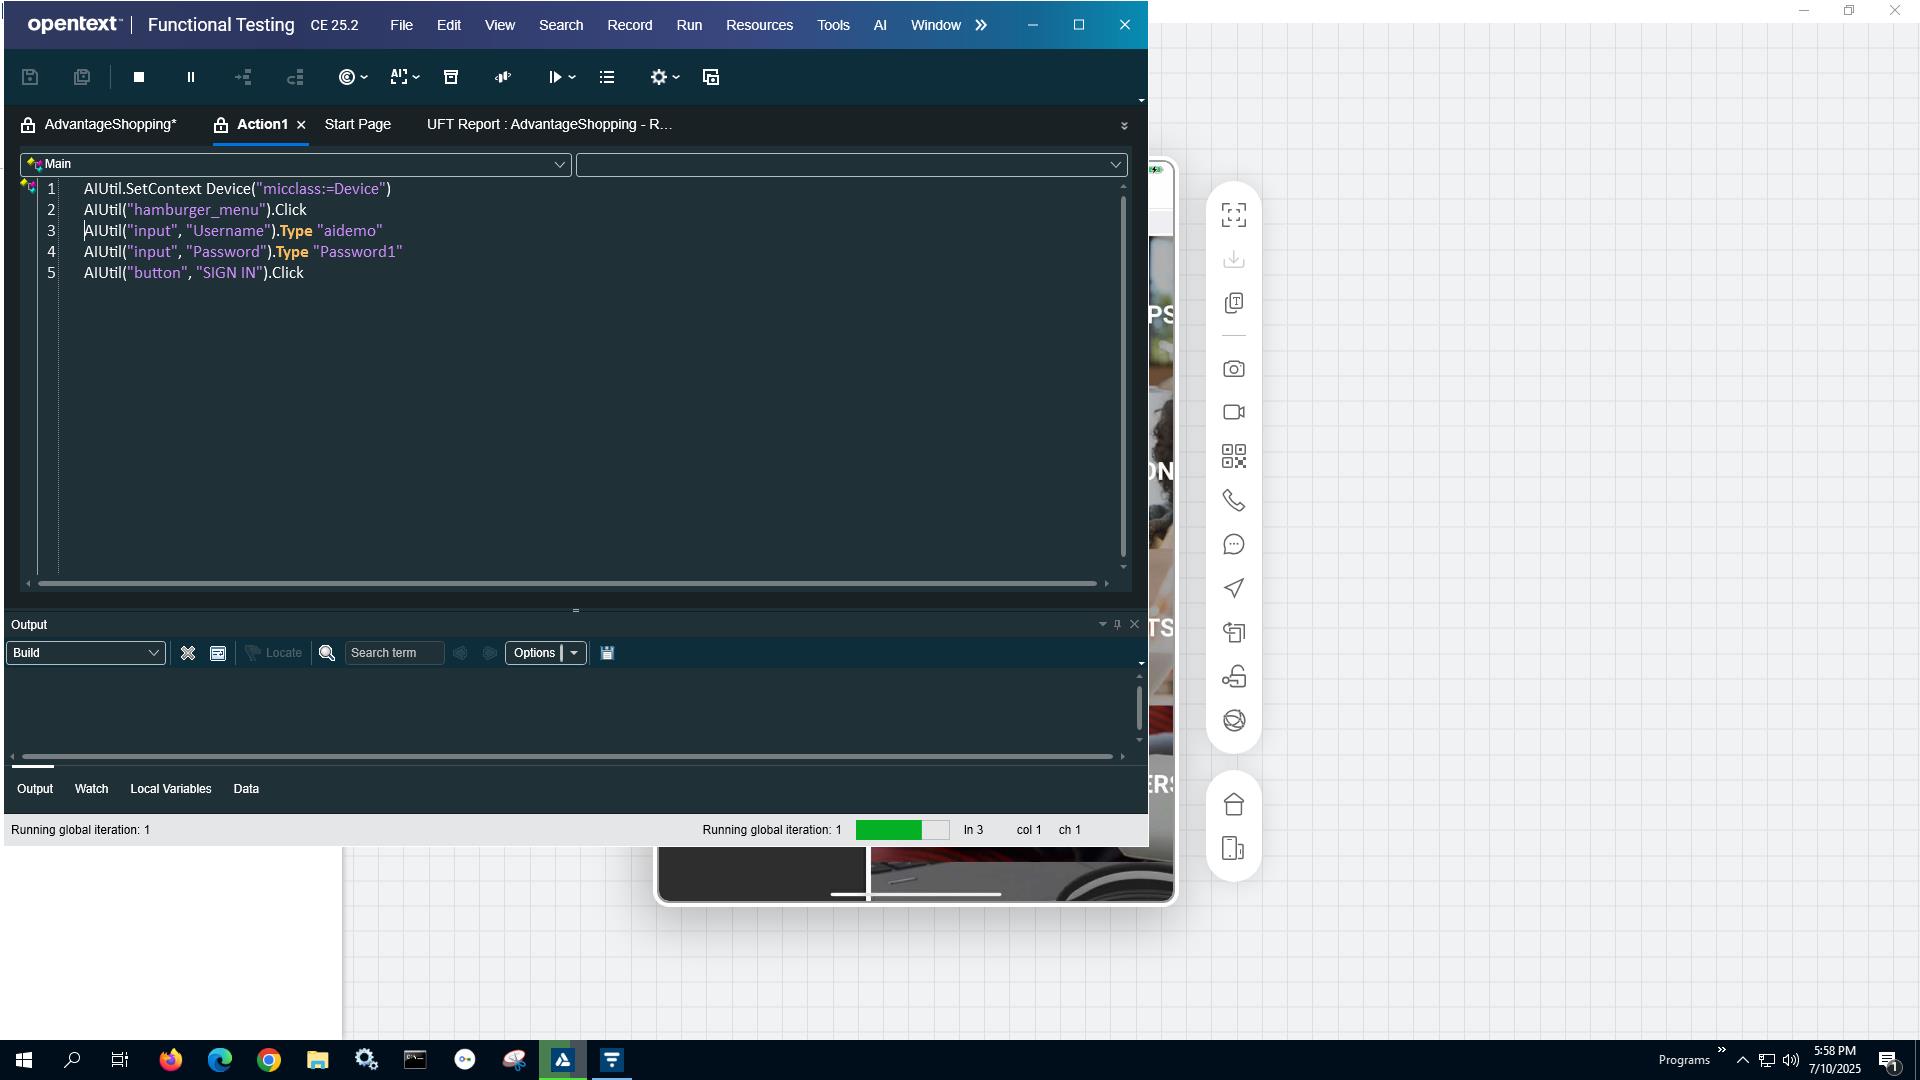 opentext™ | Functional Testing CE 25.2 File Edit View Search Record Run Resources Tools AI Window
AdvantageShopping* Action1 Start Page UFT Report : AdvantageShopping - R...
Main
1 AIUtil.SetContext Device("micclass:=Device")
2 AIUtil("hamburger_menu").Click
3 AIUtil("input", "Username").Type "aidemo"
4 AIUtil("input", "Password").Type "Password1"
5 AIUtil("button", "SIGN IN").Click
PS
ON
TS
ERS
Output
Build Locate Search term Options
Output Watch Local Variables Data
Running global iteration: 1 Running global iteration: 1 ln 3 col 1 ch 1
Programs
5:58 PM
7/10/2025
1